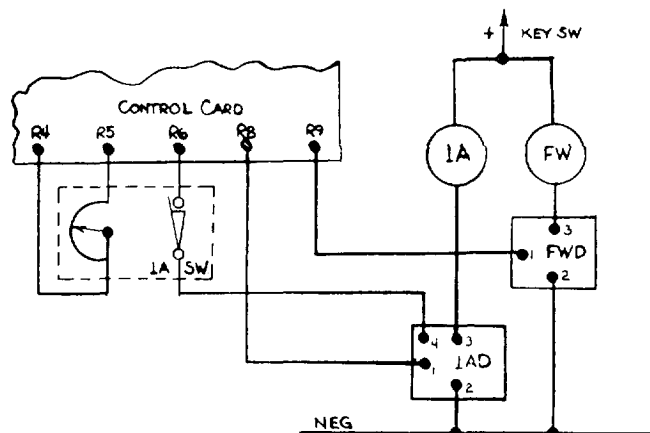 + KEY SW
CONTROL CARD
R4 R5 R6 R8 R9
1A FW
3
1 FWD
2
1A SW
4 3
1 1AD
2
NEG